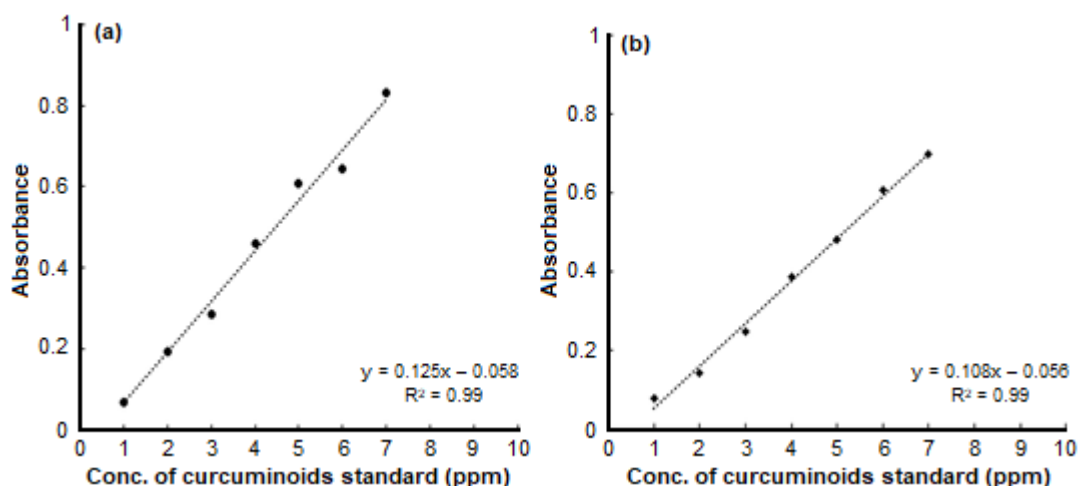 (a)
Absorbance
1
0.8
0.6
0.4
0.2
0
0 1 2 3 4 5 6 7 8 9 10
y = 0.125x – 0.058
R² = 0.99
Conc. of curcuminoids standard (ppm)
(b)
Absorbance
1
0.8
0.6
0.4
0.2
0
0 1 2 3 4 5 6 7 8 9 10
y = 0.108x – 0.056
R² = 0.99
Conc. of curcuminoids standard (ppm)